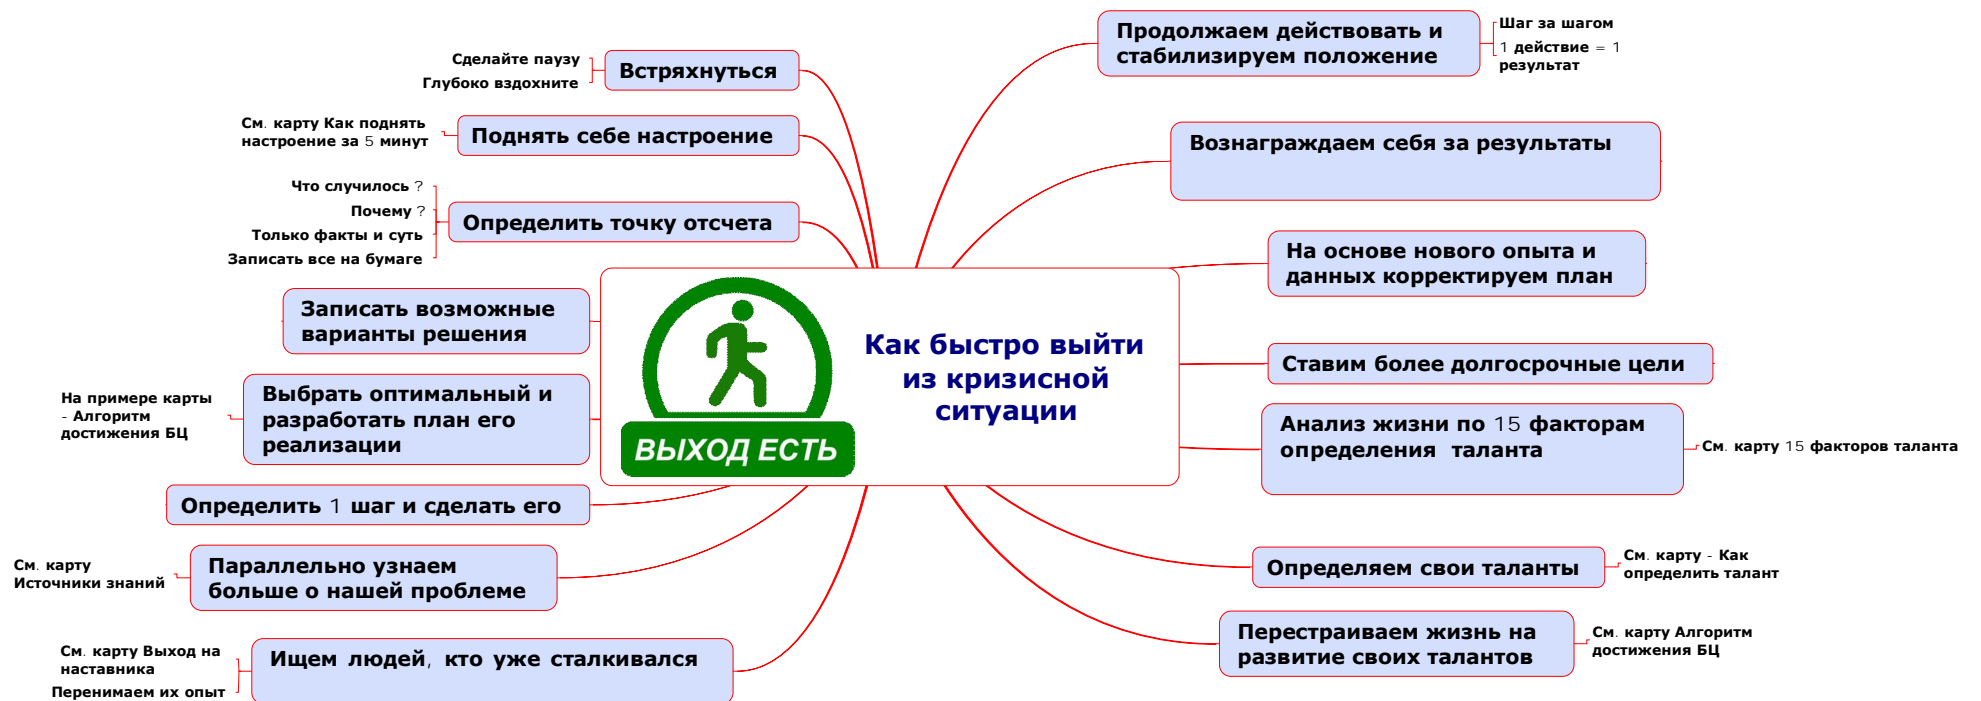 Как быстро выйти
из кризисной
ситуации
ВЫХОД ЕСТЬ
Сделайте паузу
Глубоко вздохните
Встряхнуться
См. карту Как поднять
настроение за 5 минут
Поднять себе настроение
Что случилось ?
Почему ?
Только факты и суть
Записать все на бумаге
Определить точку отсчета
Записать возможные
варианты решения
На примере карты
- Алгоритм
достижения БЦ
Выбрать оптимальный и
разработать план его
реализации
Определить 1 шаг и сделать его
См. карту
Источники знаний
Параллельно узнаем
больше о нашей проблеме
См. карту Выход на
наставника
Перенимаем их опыт
Ищем людей, кто уже сталкивался
Продолжаем действовать и
стабилизируем положение
Шаг за шагом
1 действие = 1
результат
Вознаграждаем себя за результаты
На основе нового опыта и
данных корректируем план
Ставим более долгосрочные цели
Анализ жизни по 15 факторам
определения таланта
См. карту 15 факторов таланта
Определяем свои таланты
См. карту - Как
определить талант
Перестраиваем жизнь на
развитие своих талантов
См. карту Алгоритм
достижения БЦ